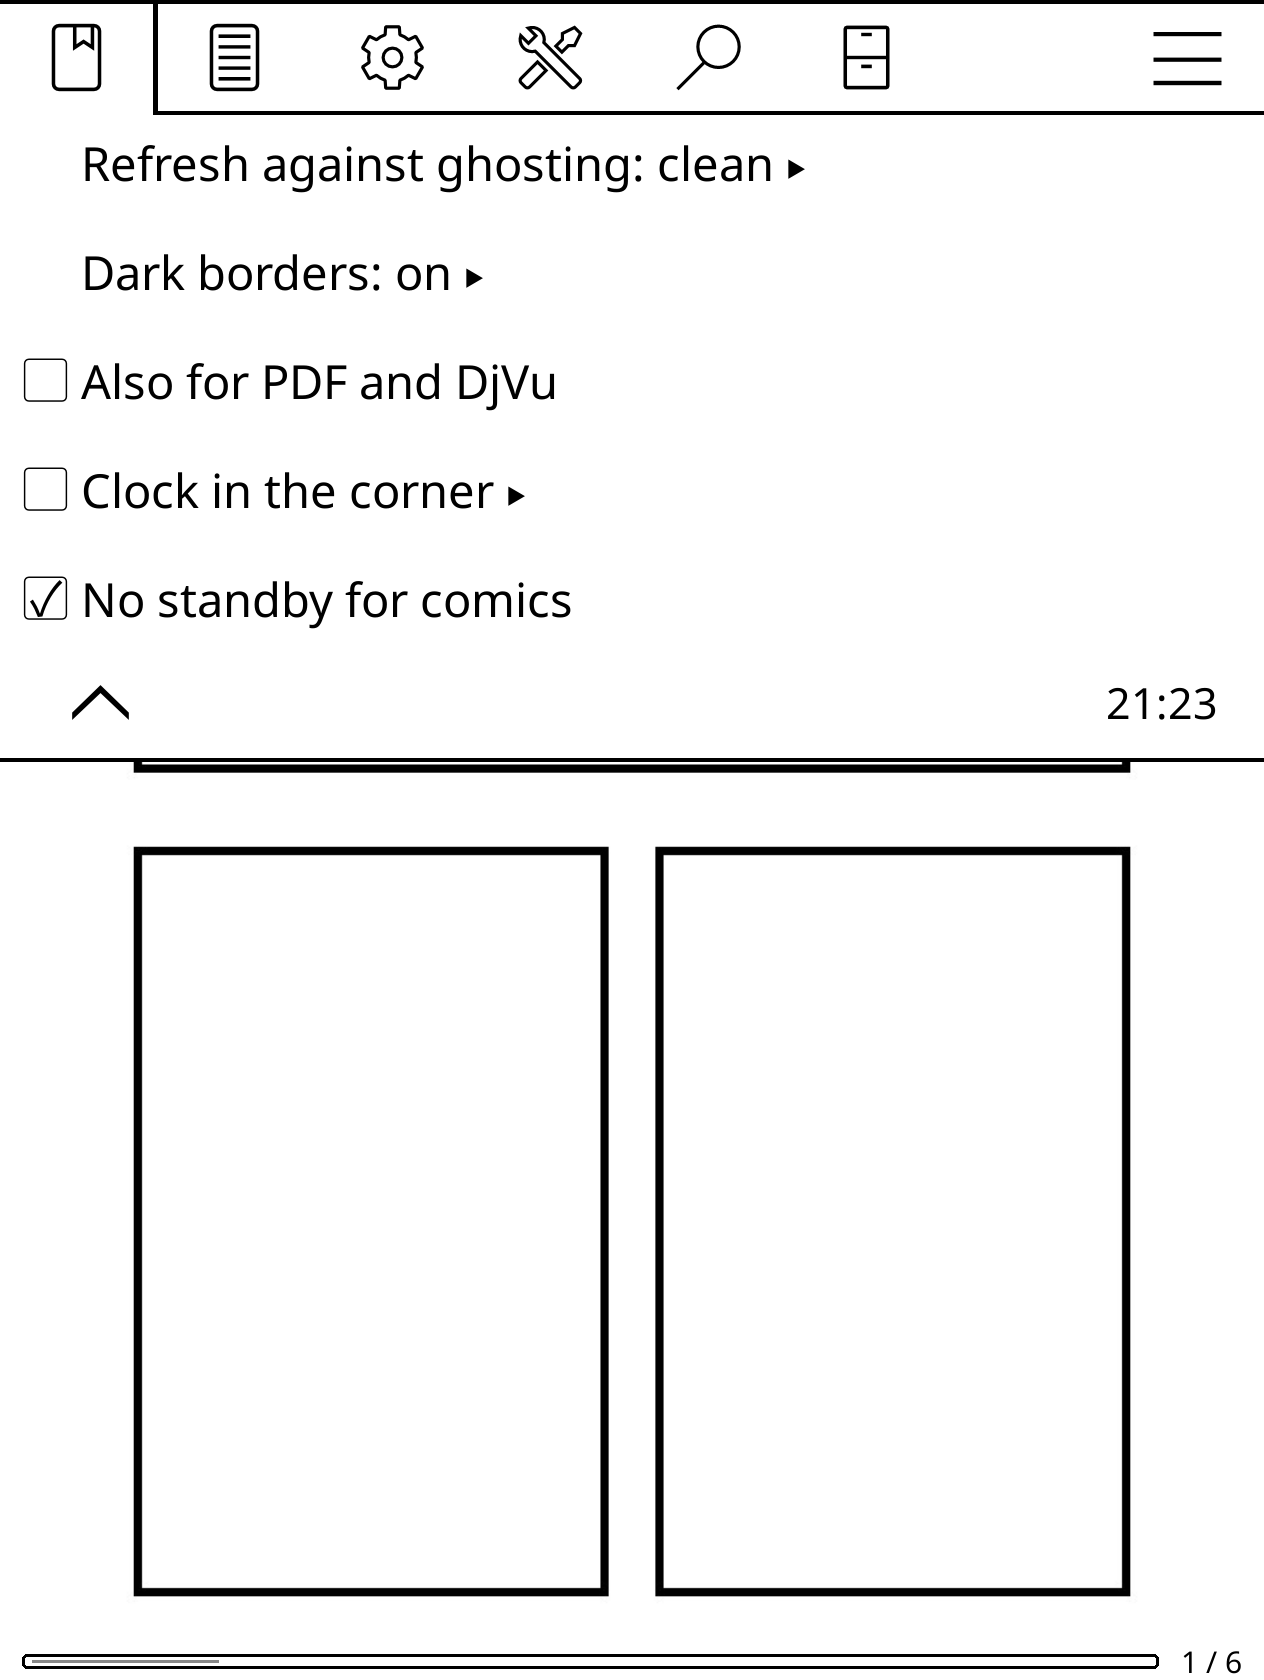 Refresh against ghosting: clean ▸
Dark borders: on ▸
Also for PDF and DjVu
Clock in the corner ▸
No standby for comics
21:23
1 / 6